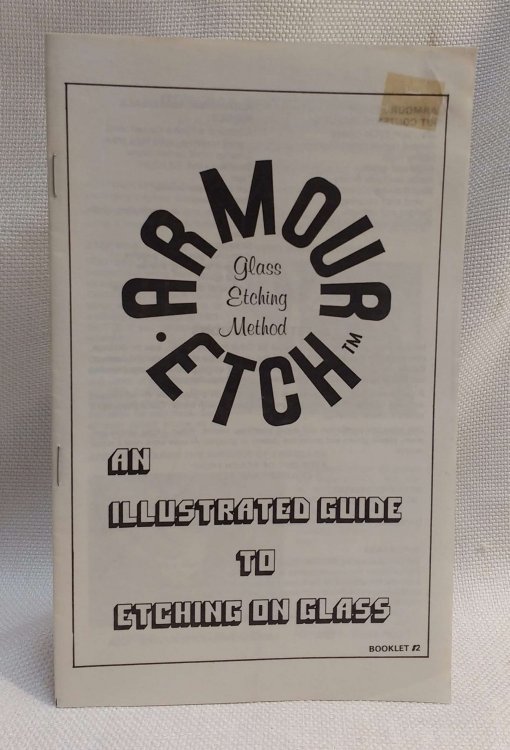 ARMOUR
Glass
Etching
Method
ETCH™
AN
ILLUSTRATED GUIDE
TO
ETCHING ON GLASS
BOOKLET #2